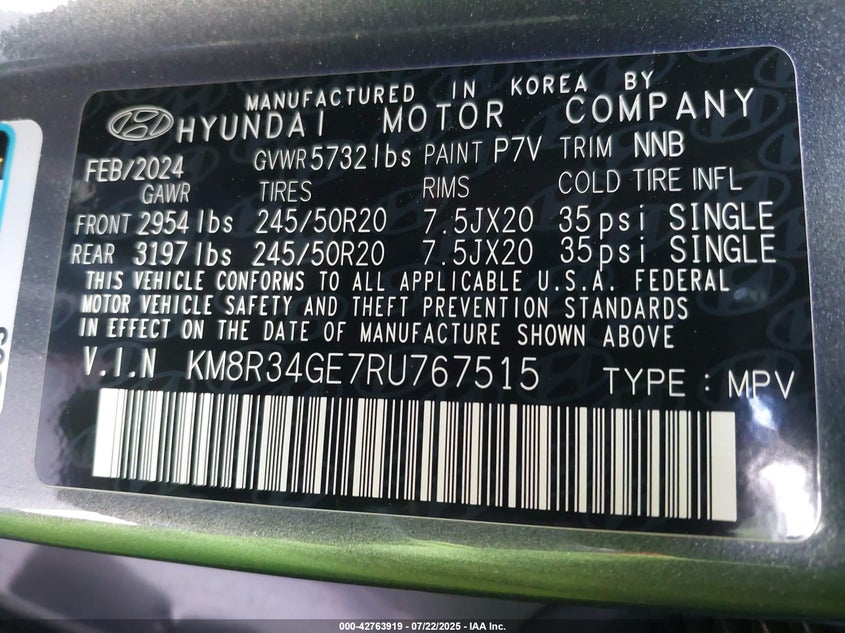 MANUFACTURED IN KOREA BY
HYUNDAI MOTOR COMPANY
FEB/2024 GVWR 5732lbs PAINT P7V TRIM NNB
GAWR TIRES RIMS COLD TIRE INFL
FRONT 2954 lbs 245/50R20 7.5JX20 35psi SINGLE
REAR 3197 lbs 245/50R20 7.5JX20 35psi SINGLE
THIS VEHICLE CONFORMS TO ALL APPLICABLE U.S.A. FEDERAL
MOTOR VEHICLE SAFETY AND THEFT PREVENTION STANDARDS
IN EFFECT ON THE DATE OF MANUFACTURE SHOWN ABOVE
V.I.N KM8R34GE7RU767515 TYPE : MPV
000-42763919 - 07/22/2025 - IAA Inc.